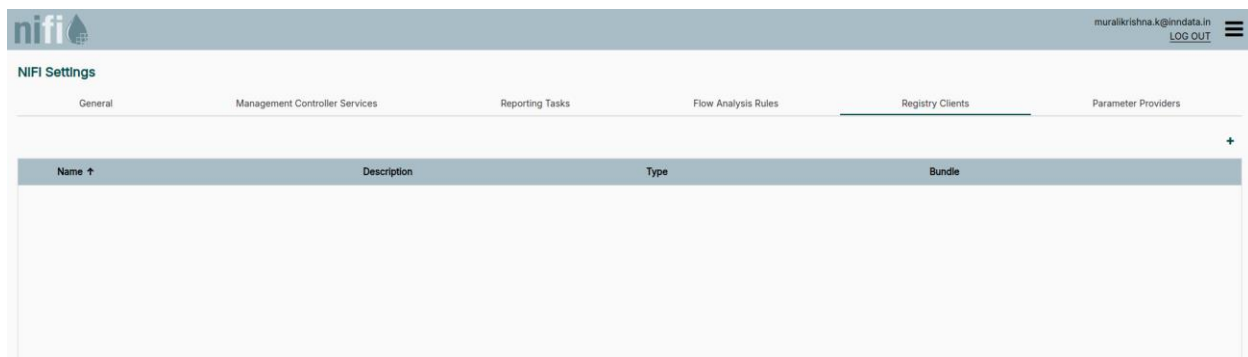 nifi
muralikrishna.k@inndata.in
LOG OUT
NIFI Settings
General Management Controller Services Reporting Tasks Flow Analysis Rules Registry Clients Parameter Providers
+
Name ↑ Description Type Bundle